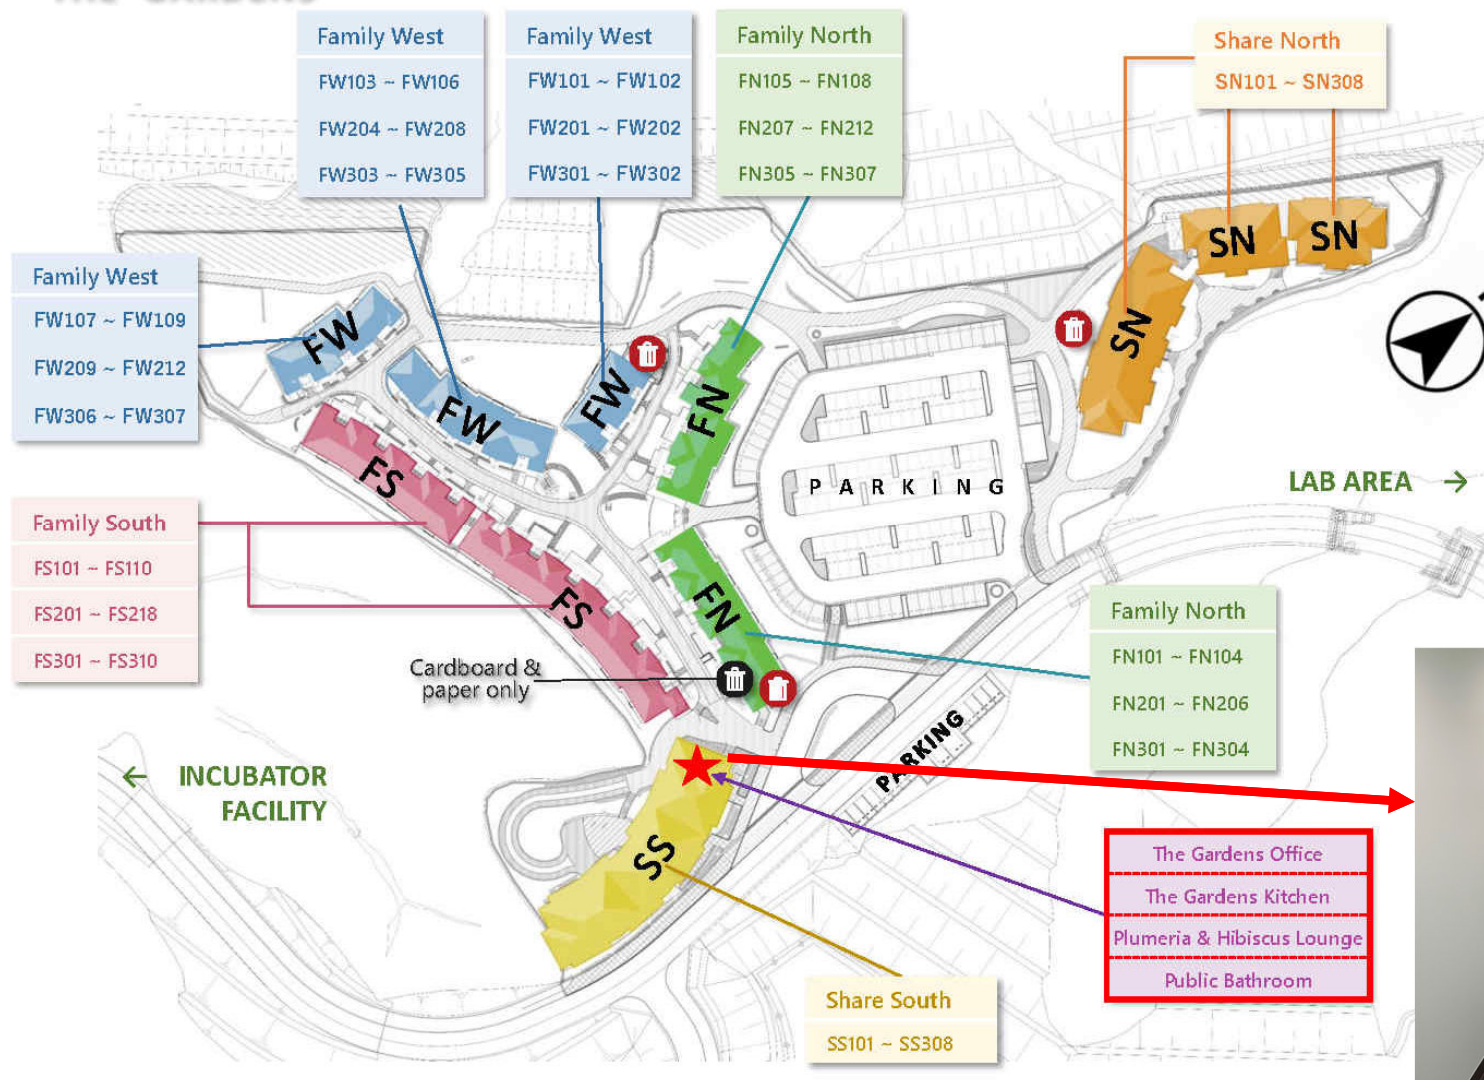 THE GARDENS
Family West
FW103 ~ FW106
FW204 ~ FW208
FW303 ~ FW305
Family West
FW101 ~ FW102
FW201 ~ FW202
FW301 ~ FW302
Family North
FN105 ~ FN108
FN207 ~ FN212
FN305 ~ FN307
Share North
SN101 ~ SN308
Family West
FW107 ~ FW109
FW209 ~ FW212
FW306 ~ FW307
FW
FW
FW
FN
SN
SN
SN
PARKING
LAB AREA →
Family South
FS101 ~ FS110
FS201 ~ FS218
FS301 ~ FS310
FS
FS
FN
Cardboard &
paper only
Family North
FN101 ~ FN104
FN201 ~ FN206
FN301 ~ FN304
PARKING
← INCUBATOR
FACILITY
SS
The Gardens Office
The Gardens Kitchen
Plumeria & Hibiscus Lounge
Public Bathroom
Share South
SS101 ~ SS308